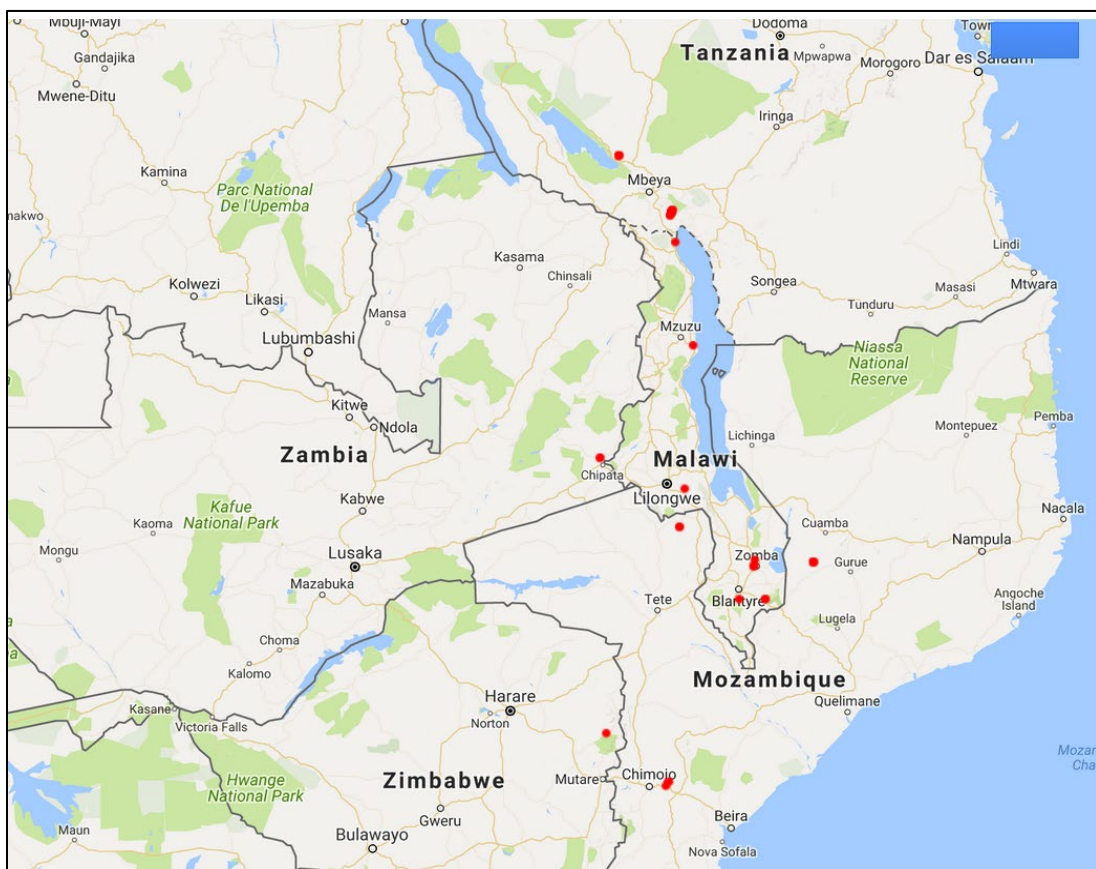 Mbuji-Mayi
Gandajika
Mwene-Ditu
Dodoma
Tanzania
Mpwapwa
Morogoro
Dar es Salaam
Iringa
Kamina
Parc National
De l'Upemba
Mbeya
makwo
Kasama
Chinsali
Kolwezi
Likasi
Mansa
Lubumbashi
Songea
Lindi
Masasi
Mtwara
Tunduru
Mzuzu
Niassa
National
Reserve
Kitwe
Ndola
Zambia
Pemba
Montepuez
Lichinga
Malawi
Chipata
Lilongwe
Kabwe
Kafue
National Park
Kaoma
Mongu
Lusaka
Mazabuka
Nacala
Cuamba
Nampula
Zomba
Gurue
Tete
Blantyre
Angoche
Island
Lugela
Choma
Kalomo
Mozambique
Quelimane
Kasane
Victoria Falls
Harare
Norton
Hwange
National Park
Zimbabwe
Mutare
Chimoio
Gweru
Beira
Maun
Bulawayo
Nova Sofala